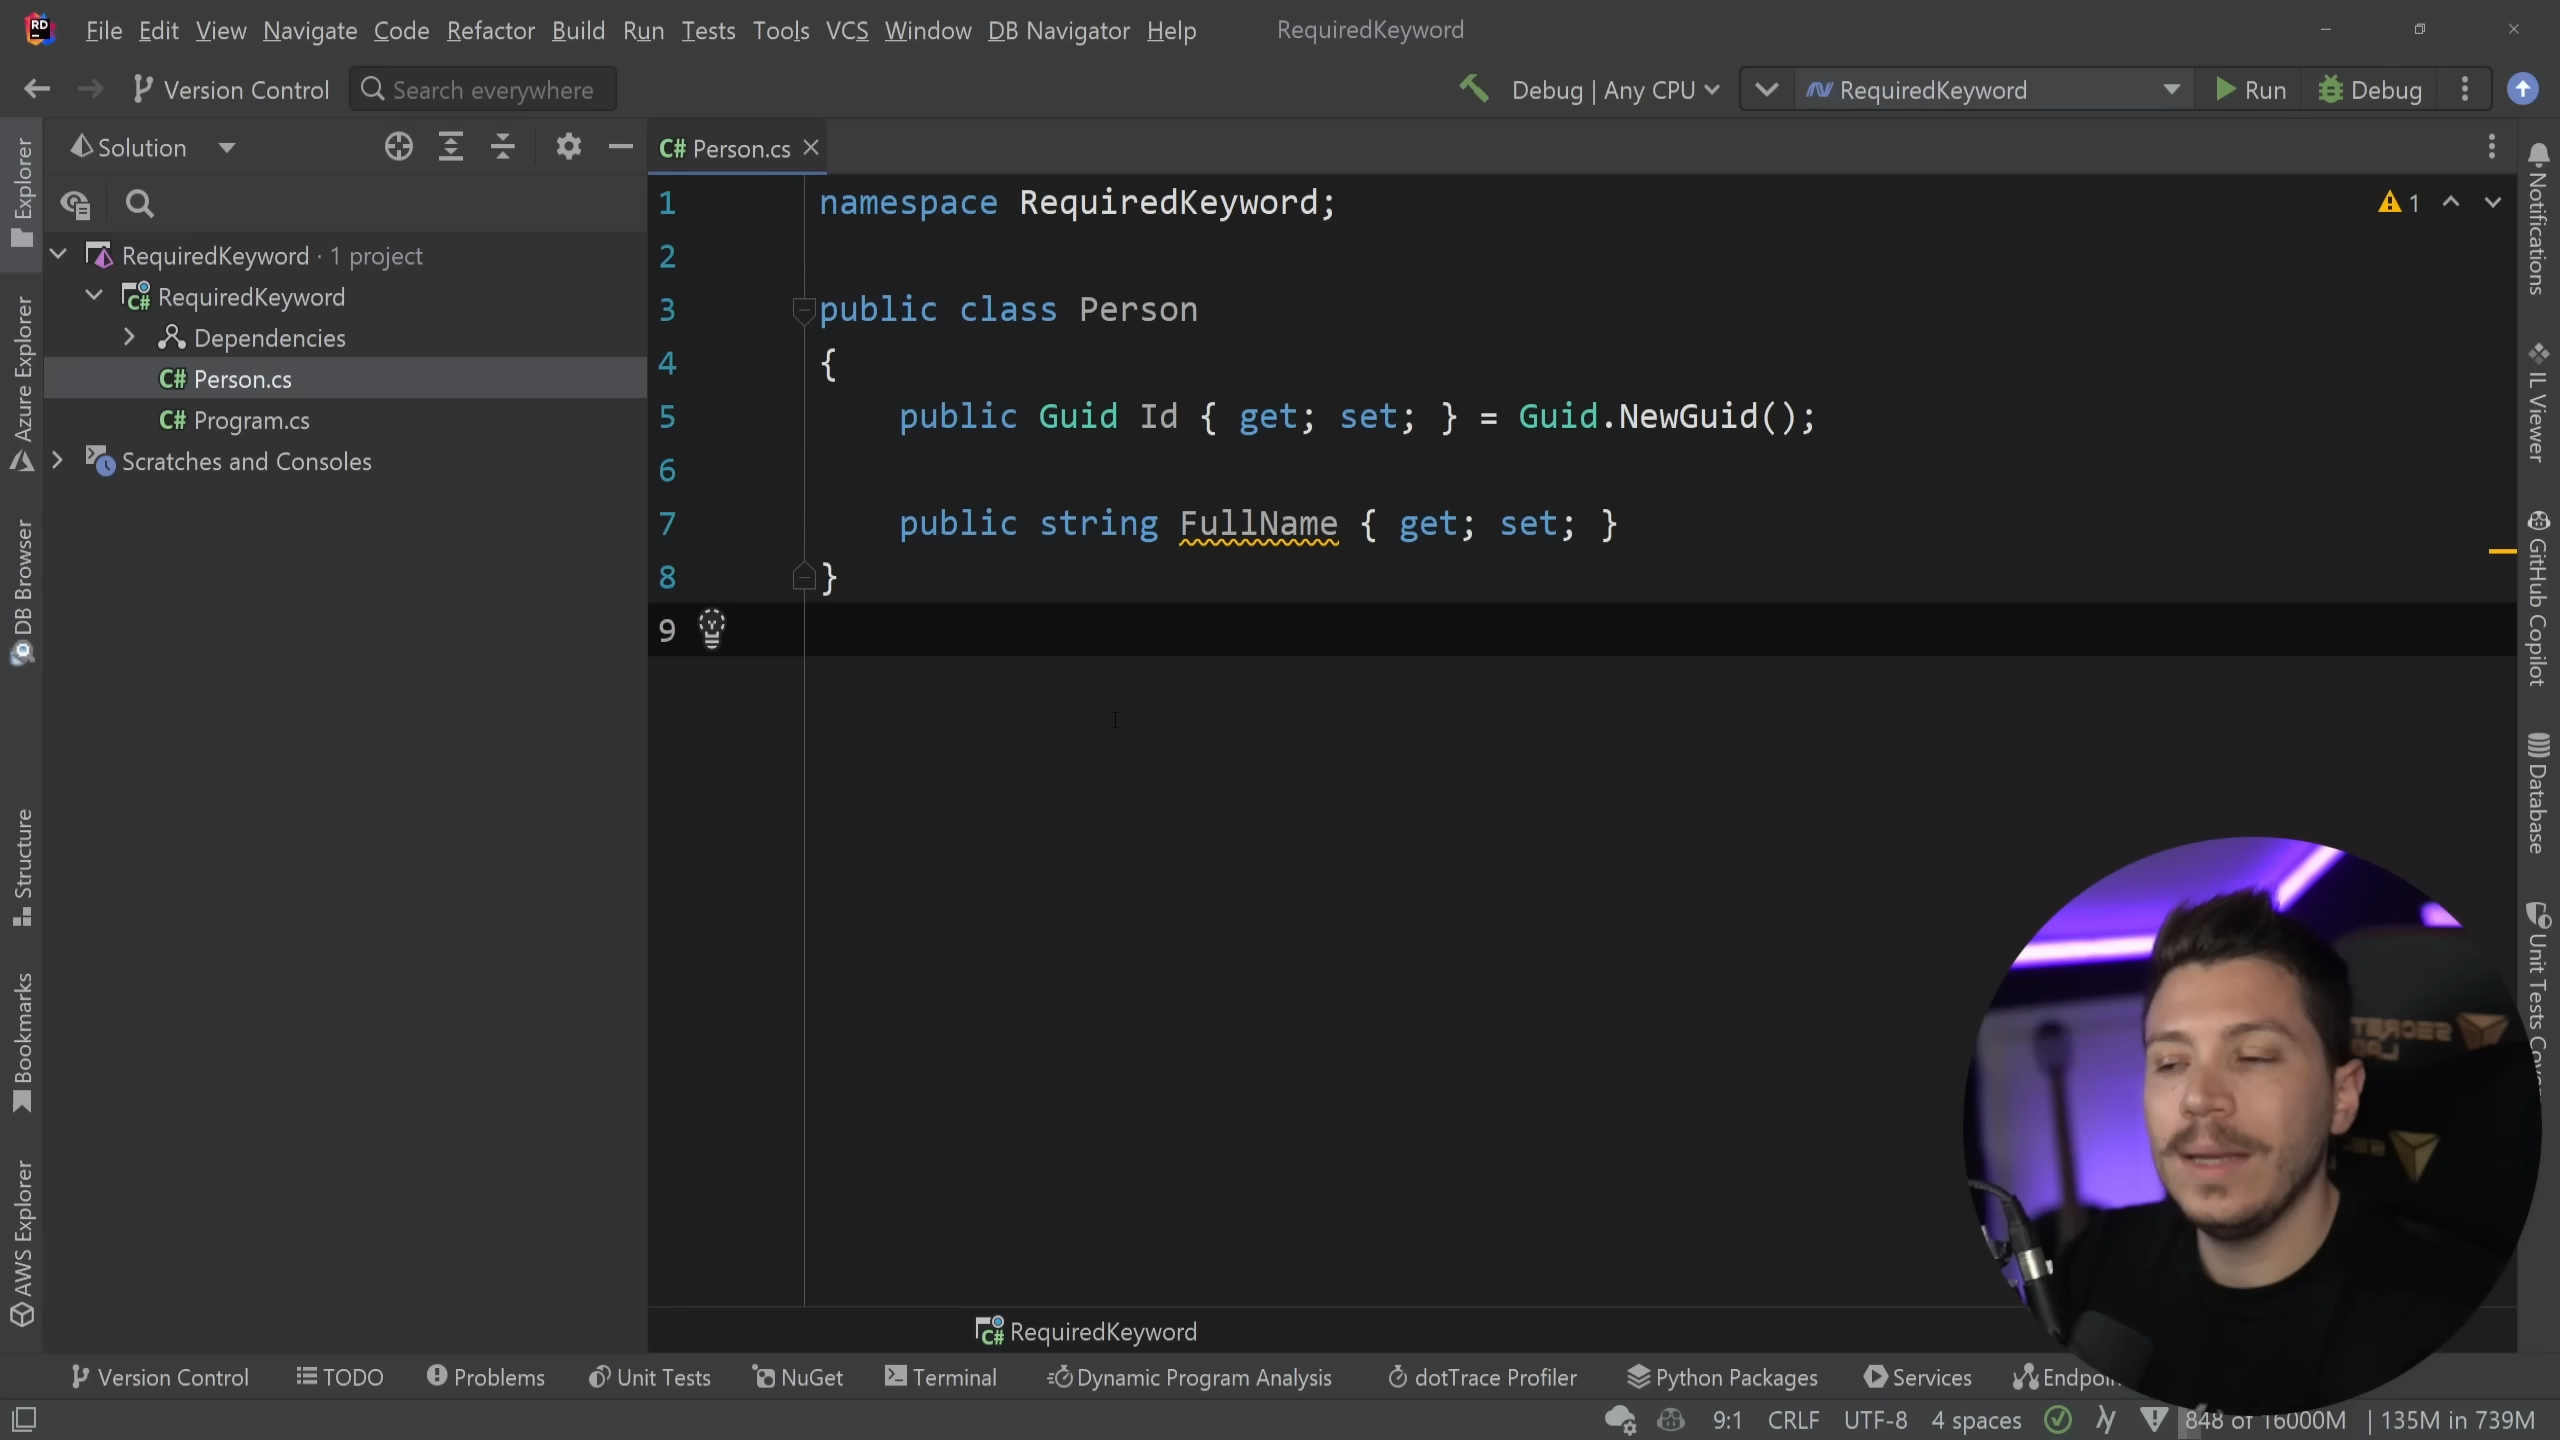 File Edit View Navigate Code Refactor Build Run Tests Tools VCS Window DB Navigator Help RequiredKeyword
Version Control Search everywhere Debug | Any CPU RequiredKeyword Run Debug
Solution
C# Person.cs
RequiredKeyword · 1 project
C# RequiredKeyword
Dependencies
C# Person.cs
C# Program.cs
Scratches and Consoles
1 namespace RequiredKeyword;
2
3 public class Person
4 {
5 public Guid Id { get; set; } = Guid.NewGuid();
6
7 public string FullName { get; set; }
8 }
9
1
Explorer
Azure Explorer
DB Browser
Structure
Bookmarks
AWS Explorer
Notifications
IL Viewer
GitHub Copilot
Database
Unit Tests
SECRET
LAB
C# RequiredKeyword
Version Control TODO Problems Unit Tests NuGet Terminal Dynamic Program Analysis dotTrace Profiler Python Packages Services
9:1 CRLF UTF-8 4 spaces 848 of 16000M | 135M in 739M